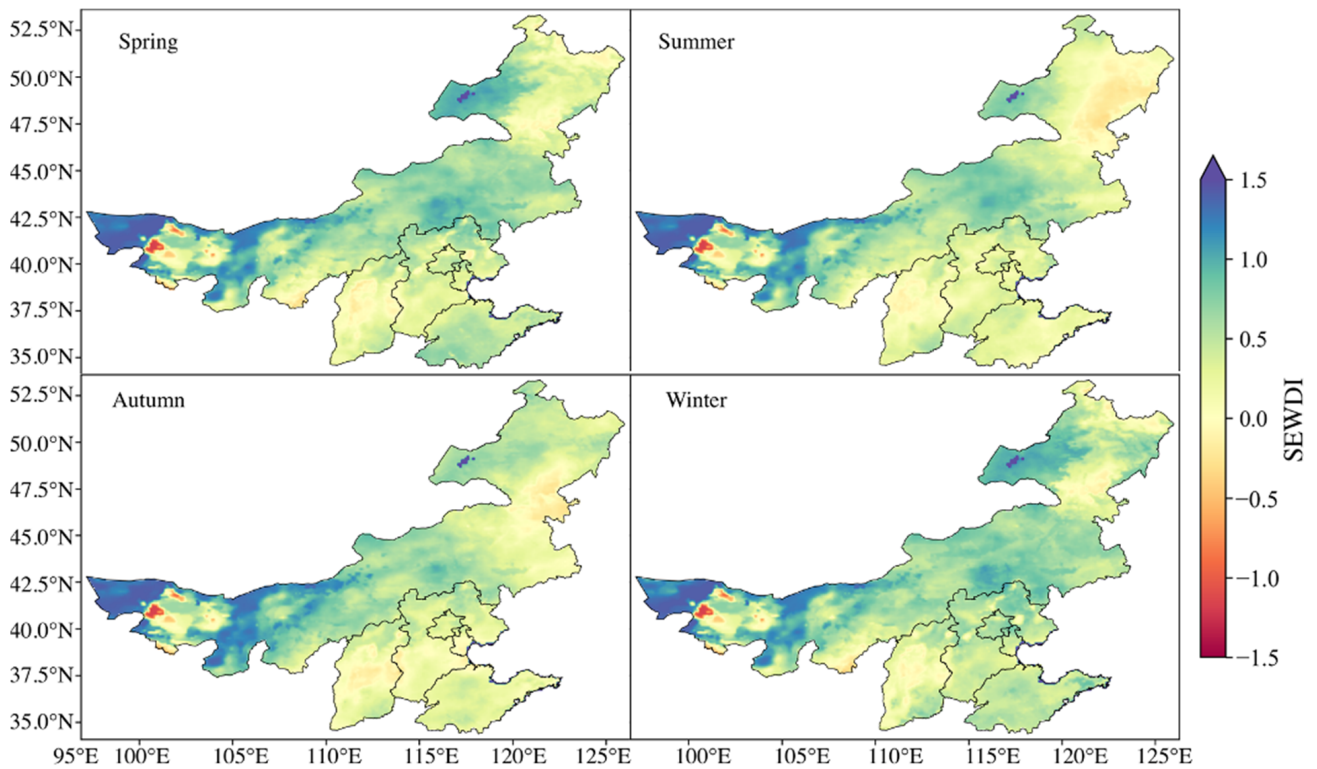 Spring
Summer
52.5°N
50.0°N
47.5°N
45.0°N
42.5°N
40.0°N
37.5°N
35.0°N
Autumn
Winter
52.5°N
50.0°N
47.5°N
45.0°N
42.5°N
40.0°N
37.5°N
35.0°N
95°E 100°E 105°E 110°E 115°E 120°E 125°E
100°E 105°E 110°E 115°E 120°E 125°E
1.5
1.0
0.5
0.0
−0.5
−1.0
−1.5
SEWDI